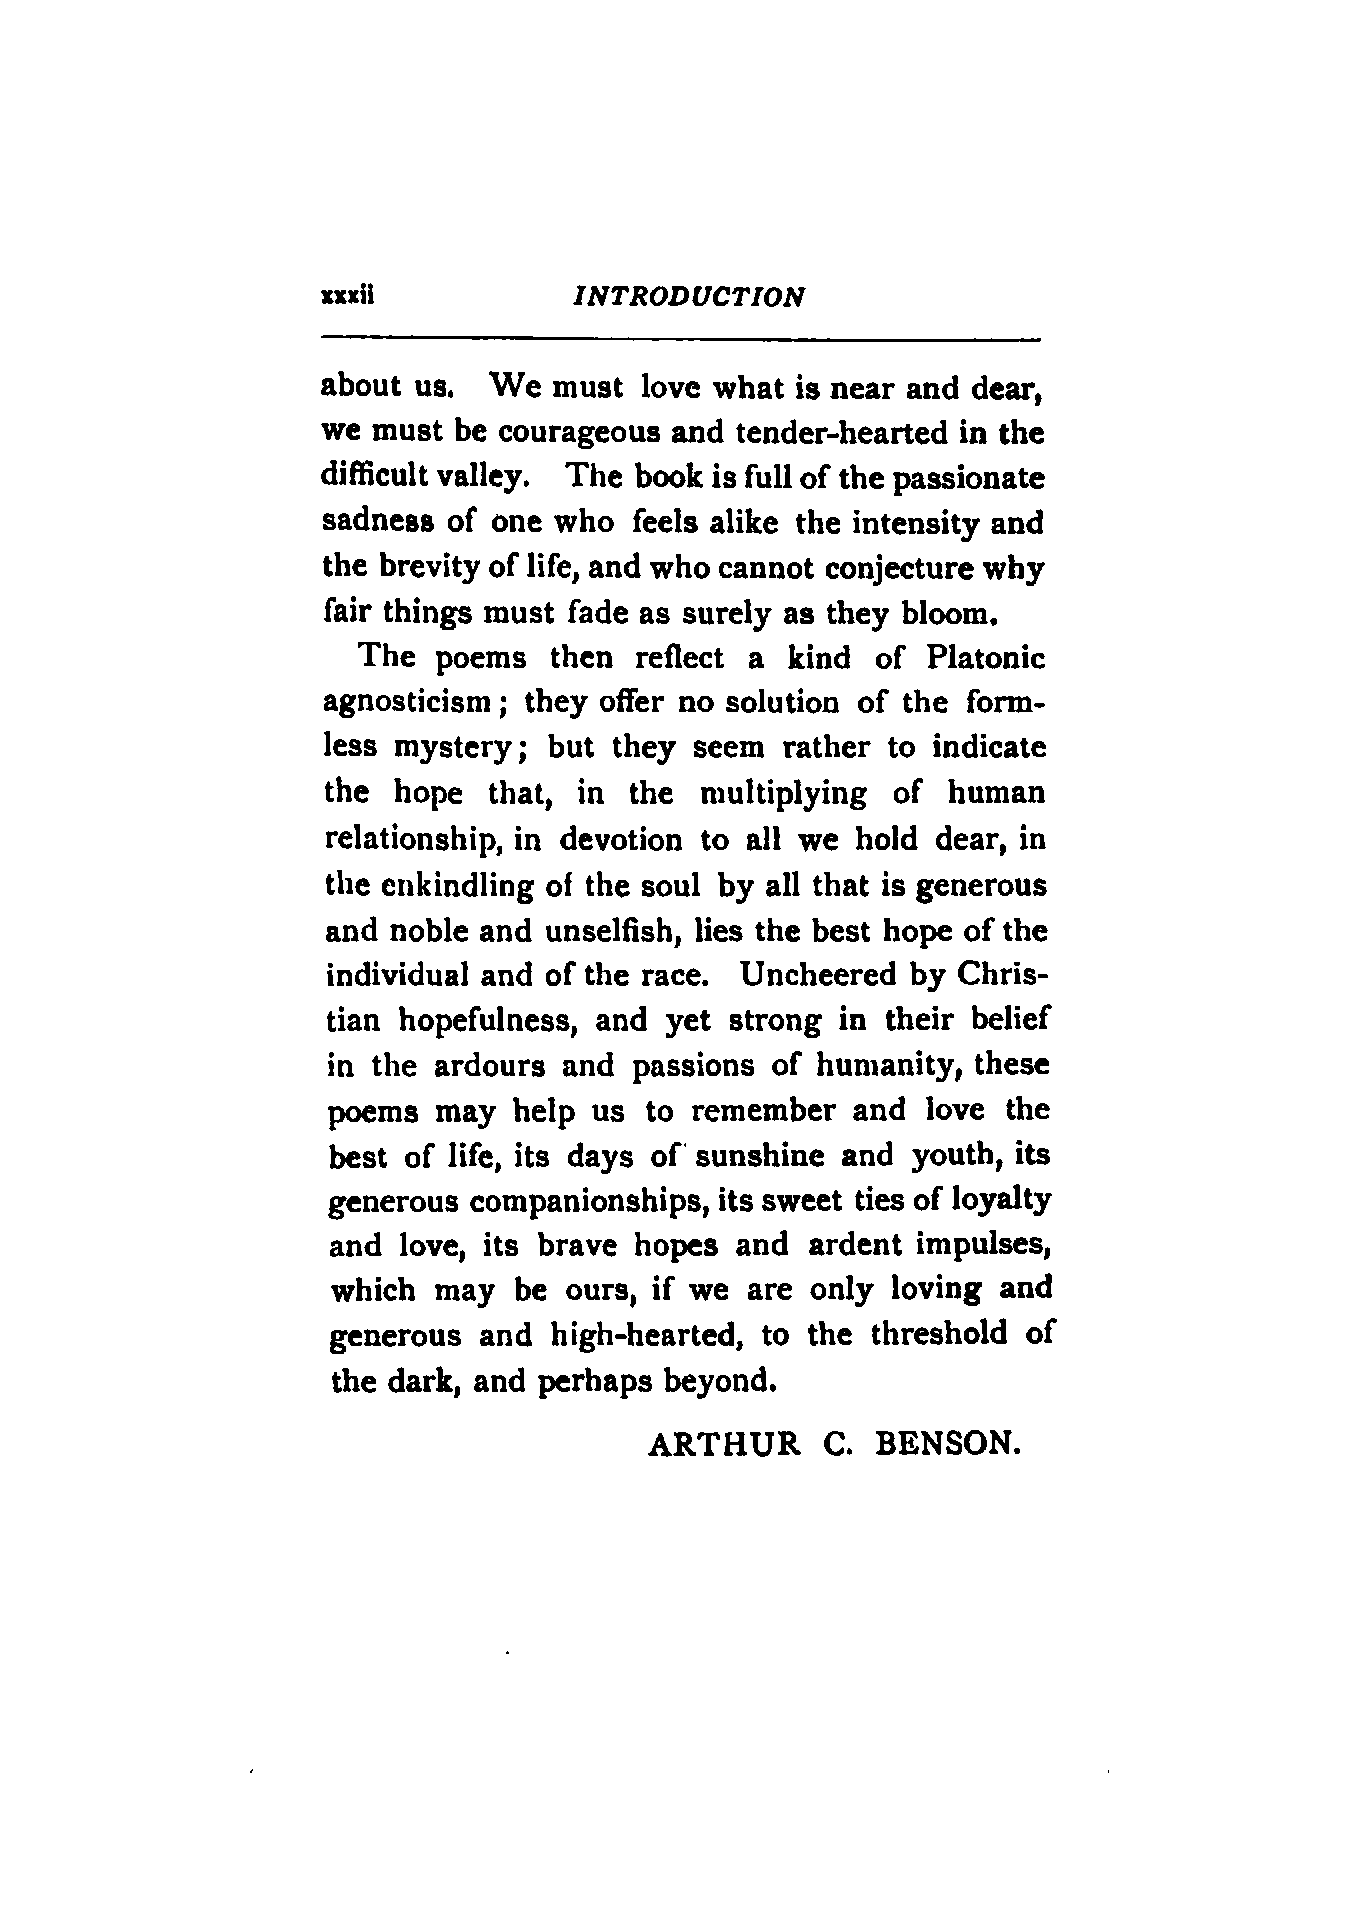 xxxii INTRODUCTION
about us. We must love what is near and dear,
we must be courageous and tender-hearted in the
difficult valley. The book is full of the passionate
sadness of one who feels alike the intensity and
the brevity of life, and who cannot conjecture why
fair things must fade as surely as they bloom.
The poems then reflect a kind of Platonic
agnosticism; they offer no solution of the form-
less mystery; but they seem rather to indicate
the hope that, in the multiplying of human
relationship, in devotion to all we hold dear, in
the enkindling of the soul by all that is generous
and noble and unselfish, lies the best hope of the
individual and of the race. Uncheered by Chris-
tian hopefulness, and yet strong in their belief
in the ardours and passions of humanity, these
poems may help us to remember and love the
best of life, its days of sunshine and youth, its
generous companionships, its sweet ties of loyalty
and love, its brave hopes and ardent impulses,
which may be ours, if we are only loving and
generous and high-hearted, to the threshold of
the dark, and perhaps beyond.
ARTHUR C. BENSON.